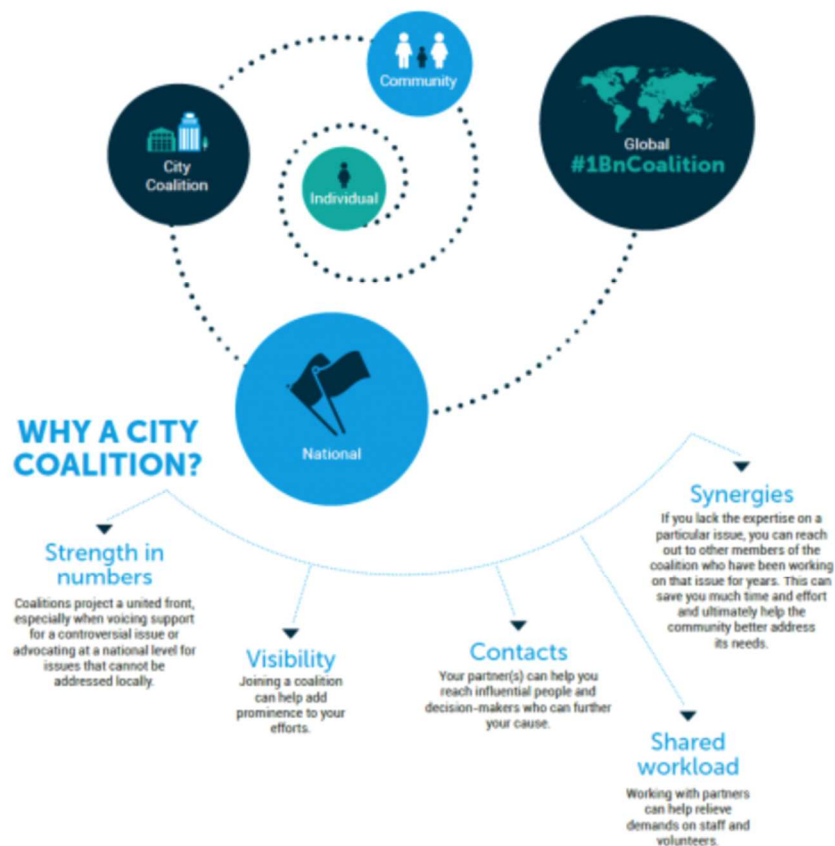 Community
City
Coalition
Individual
Global
#1BnCoalition
National
WHY A CITY
COALITION?
Strength in
numbers
Coalitions project a united front,
especially when voicing support
for a controversial issue or
advocating at a national level for
issues that cannot be
addressed locally.
Visibility
Joining a coalition
can help add
prominence to your
efforts.
Contacts
Your partner(s) can help you
reach influential people and
decision-makers who can further
your cause.
Synergies
If you lack the expertise on a
particular issue, you can reach
out to other members of the
coalition who have been working
on that issue for years. This can
save you much time and effort
and ultimately help the
community better address
its needs.
Shared
workload
Working with partners
can help relieve
demands on staff and
volunteers.